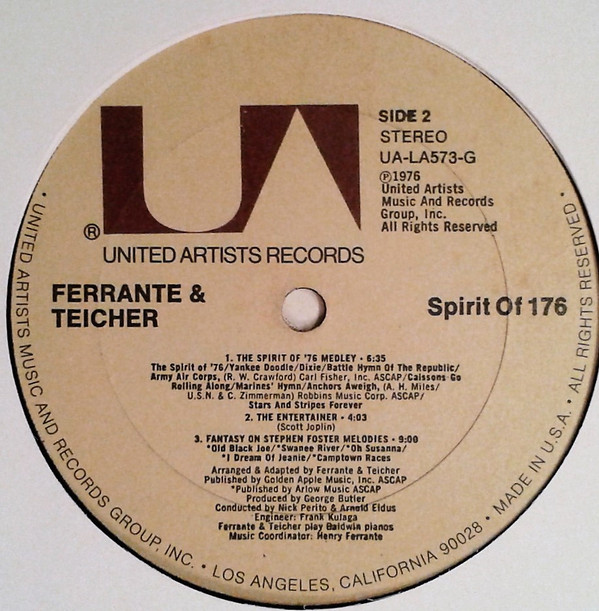 UA
SIDE 2
STEREO
UA-LA573-G
℗1976
United Artists
Music And Records
Group, Inc.
All Rights Reserved
®
UNITED ARTISTS RECORDS
FERRANTE &
TEICHER
Spirit Of 176
1. THE SPIRIT OF '76 MEDLEY • 6:35
The Spirit of '76/Yankee Doodle/Dixie/Battle Hymn Of The Republic/
Army Air Corps, (R. W. Crawford) Carl Fisher, Inc. ASCAP/Caissons Go
Rolling Along/Marines' Hymn/Anchors Aweigh, (A. H. Miles/
U.S.N. & C. Zimmerman) Robbins Music Corp. ASCAP/
Stars And Stripes Forever
2. THE ENTERTAINER • 4:03
(Scott Joplin)
3. FANTASY ON STEPHEN FOSTER MELODIES • 9:00
*Old Black Joe/*Swanee River/*Oh Susanna/
*I Dream Of Jeanie/*Camptown Races
Arranged & Adapted by Ferrante & Teicher
Published by Golden Apple Music, Inc. ASCAP
*Published by Arlow Music ASCAP
Produced by George Butler
Conducted by Nick Perito & Arnold Eldus
Engineer: Frank Kulaga
Ferrante & Teicher play Baldwin pianos
Music Coordinator: Henry Ferrante
• UNITED ARTISTS MUSIC AND RECORDS GROUP, INC. • LOS ANGELES, CALIFORNIA 90028 • MADE IN U.S.A. • ALL RIGHTS RESERVED •